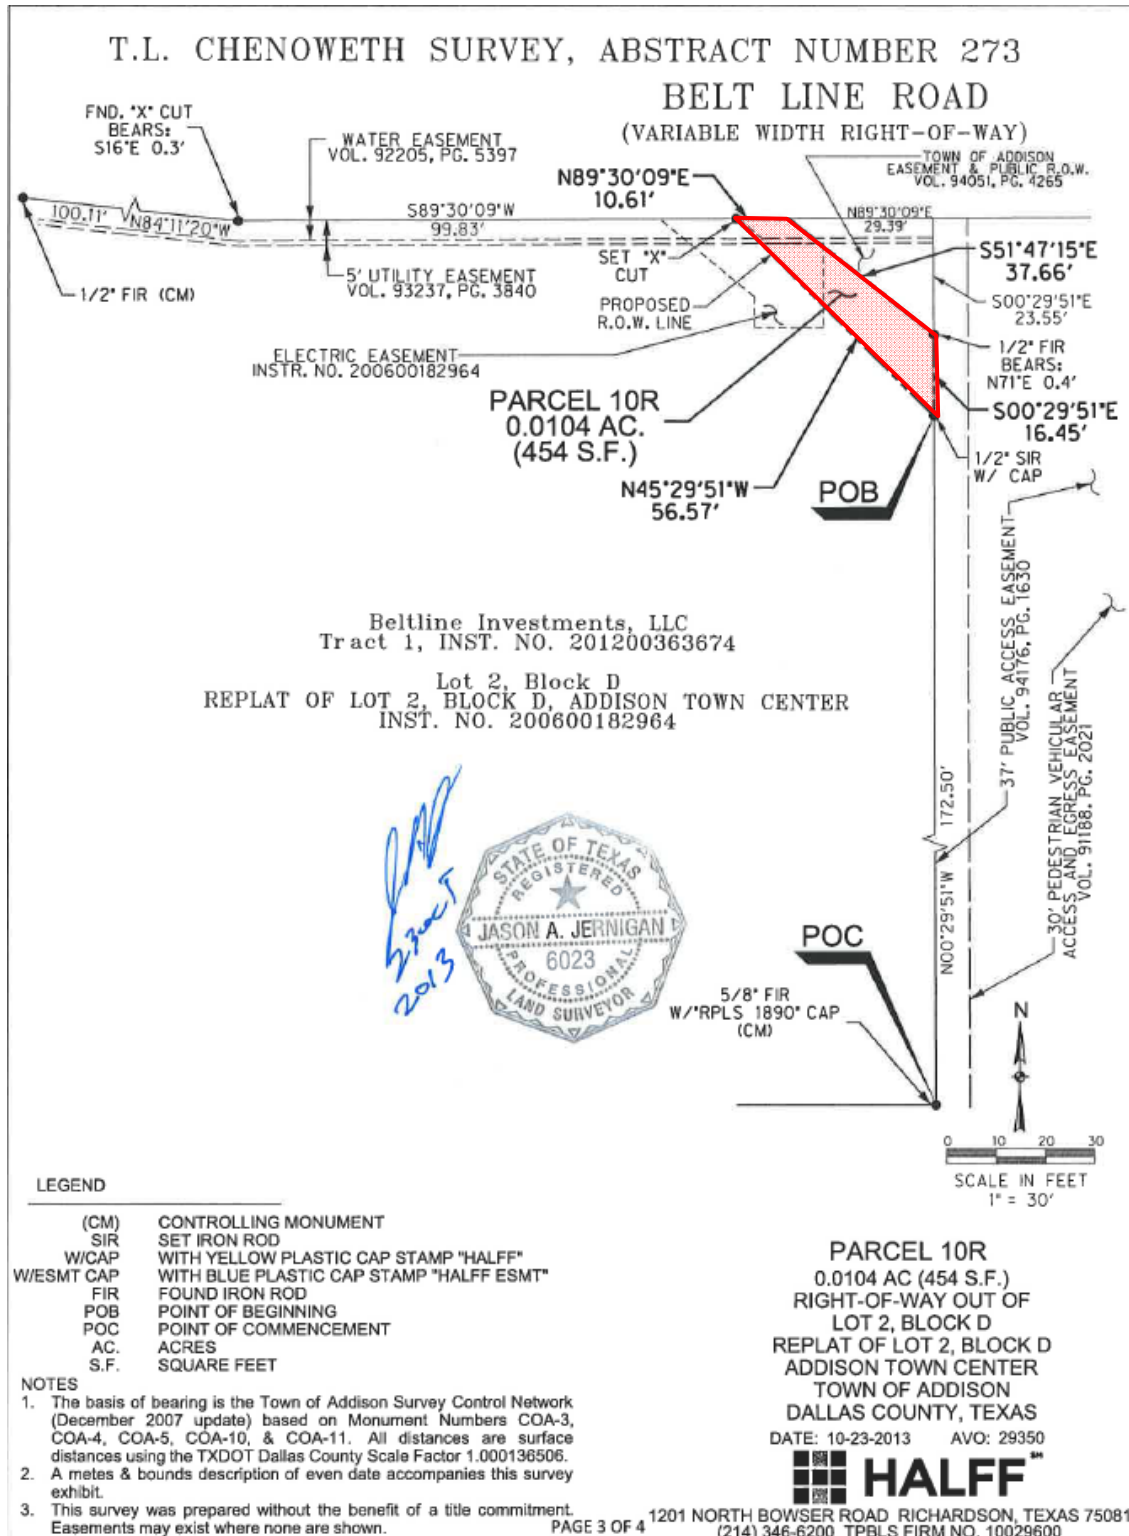 T.L. CHENOWETH SURVEY, ABSTRACT NUMBER 273
BELT LINE ROAD
(VARIABLE WIDTH RIGHT-OF-WAY)
FND. "X" CUT
BEARS:
S16°E 0.3'
WATER EASEMENT
VOL. 92205, PG. 5397
TOWN OF ADDISON
EASEMENT & PUBLIC R.O.W.
VOL. 94051, PG. 4265
N89°30'09"E
10.61'
100.11'
N84°11'20"W
S89°30'09"W
99.83'
N89°30'09"E
29.39'
SET "X"
CUT
S51°47'15"E
37.66'
1/2" FIR (CM)
5' UTILITY EASEMENT
VOL. 93237, PG. 3840
PROPOSED
R.O.W. LINE
S00°29'51"E
23.55'
ELECTRIC EASEMENT
INSTR. NO. 200600182964
1/2" FIR
BEARS:
N71°E 0.4'
PARCEL 10R
0.0104 AC.
(454 S.F.)
S00°29'51"E
16.45'
1/2" SIR
W/ CAP
N45°29'51"W
56.57'
POB
37' PUBLIC ACCESS EASEMENT
VOL. 94176, PG. 1630
30' PEDESTRIAN VEHICULAR
ACCESS AND EGRESS EASEMENT
VOL. 91188, PG. 2021
Beltline Investments, LLC
Tract 1, INST. NO. 201200363674
Lot 2, Block D
REPLAT OF LOT 2, BLOCK D, ADDISON TOWN CENTER
INST. NO. 200600182964
N00°29'51"W 172.50'
23 OCT
2013
STATE OF TEXAS
REGISTERED
JASON A. JERNIGAN
6023
PROFESSIONAL
LAND SURVEYOR
POC
5/8" FIR
W/"RPLS 1890" CAP
(CM)
N
0 10 20 30
SCALE IN FEET
1" = 30'
LEGEND
(CM) CONTROLLING MONUMENT
SIR SET IRON ROD
W/CAP WITH YELLOW PLASTIC CAP STAMP "HALFF"
W/ESMT CAP WITH BLUE PLASTIC CAP STAMP "HALFF ESMT"
FIR FOUND IRON ROD
POB POINT OF BEGINNING
POC POINT OF COMMENCEMENT
AC. ACRES
S.F. SQUARE FEET
NOTES
1. The basis of bearing is the Town of Addison Survey Control Network
(December 2007 update) based on Monument Numbers COA-3,
COA-4, COA-5, COA-10, & COA-11. All distances are surface
distances using the TXDOT Dallas County Scale Factor 1.000136506.
2. A metes & bounds description of even date accompanies this survey
exhibit.
3. This survey was prepared without the benefit of a title commitment.
Easements may exist where none are shown.
PARCEL 10R
0.0104 AC (454 S.F.)
RIGHT-OF-WAY OUT OF
LOT 2, BLOCK D
REPLAT OF LOT 2, BLOCK D
ADDISON TOWN CENTER
TOWN OF ADDISON
DALLAS COUNTY, TEXAS
DATE: 10-23-2013 AVO: 29350
HALFF SM
PAGE 3 OF 4
1201 NORTH BOWSER ROAD RICHARDSON, TEXAS 75081
(214) 346-6200 TBPLS FIRM NO. 10029600